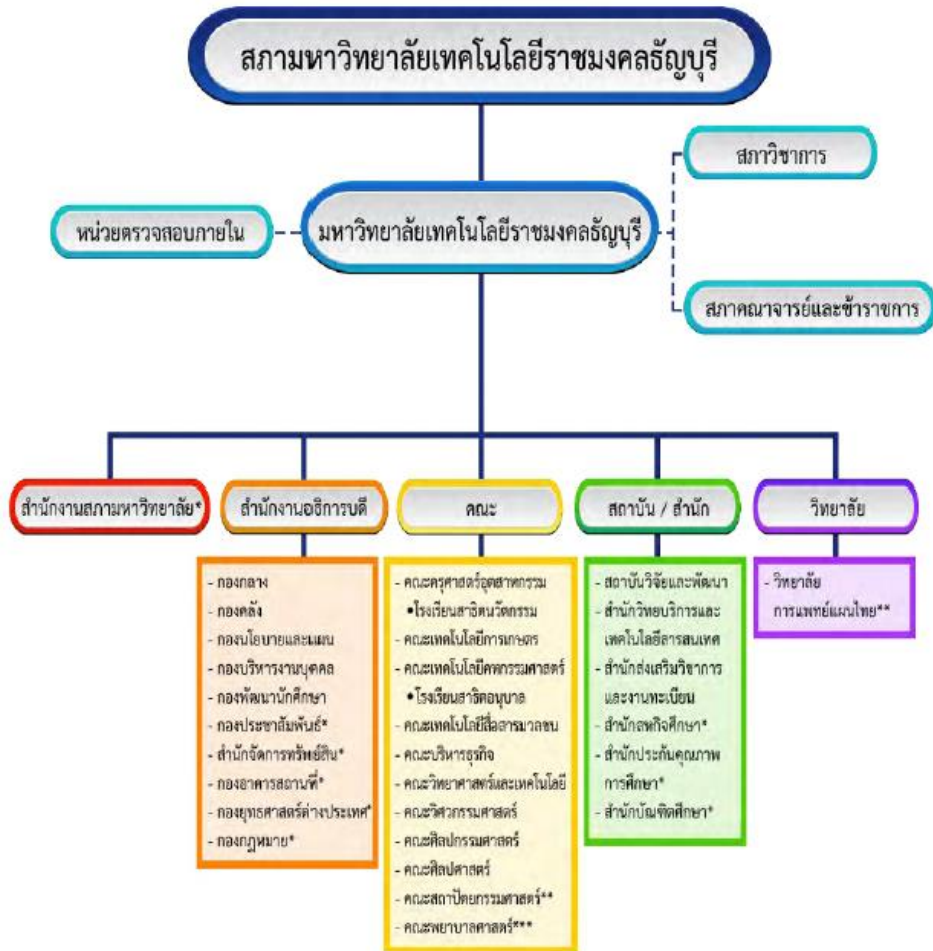 สภามหาวิทยาลัยเทคโนโลยีราชมงคลธัญบุรี
สภาวิชาการ
หน่วยตรวจสอบภายใน
มหาวิทยาลัยเทคโนโลยีราชมงคลธัญบุรี
สภาคณาจารย์และข้าราชการ
สำนักงานสภามหาวิทยาลัย*
สำนักงานอธิการบดี
- กองกลาง
- กองคลัง
- กองนโยบายและแผน
- กองบริหารงานบุคคล
- กองพัฒนานักศึกษา
- กองประชาสัมพันธ์*
- สำนักจัดการทรัพย์สิน*
- กองอาคารสถานที่*
- กองยุทธศาสตร์ต่างประเทศ*
- กองกฎหมาย*
คณะ
- คณะครุศาสตร์อุตสาหกรรม
•โรงเรียนสาธิตนวัตกรรม
- คณะเทคโนโลยีการเกษตร
- คณะเทคโนโลยีคหกรรมศาสตร์
•โรงเรียนสาธิตอนุบาล
- คณะเทคโนโลยีสื่อสารมวลชน
- คณะบริหารธุรกิจ
- คณะวิทยาศาสตร์และเทคโนโลยี
- คณะวิศวกรรมศาสตร์
- คณะศิลปกรรมศาสตร์
- คณะศิลปศาสตร์
- คณะสถาปัตยกรรมศาสตร์**
- คณะพยาบาลศาสตร์***
สถาบัน / สำนัก
- สถาบันวิจัยและพัฒนา
- สำนักวิทยบริการและ
เทคโนโลยีสารสนเทศ
- สำนักส่งเสริมวิชาการ
และงานทะเบียน
- สำนักสหกิจศึกษา*
- สำนักประกันคุณภาพ
การศึกษา*
- สำนักบัณฑิตศึกษา*
วิทยาลัย
- วิทยาลัย
การแพทย์แผนไทย**